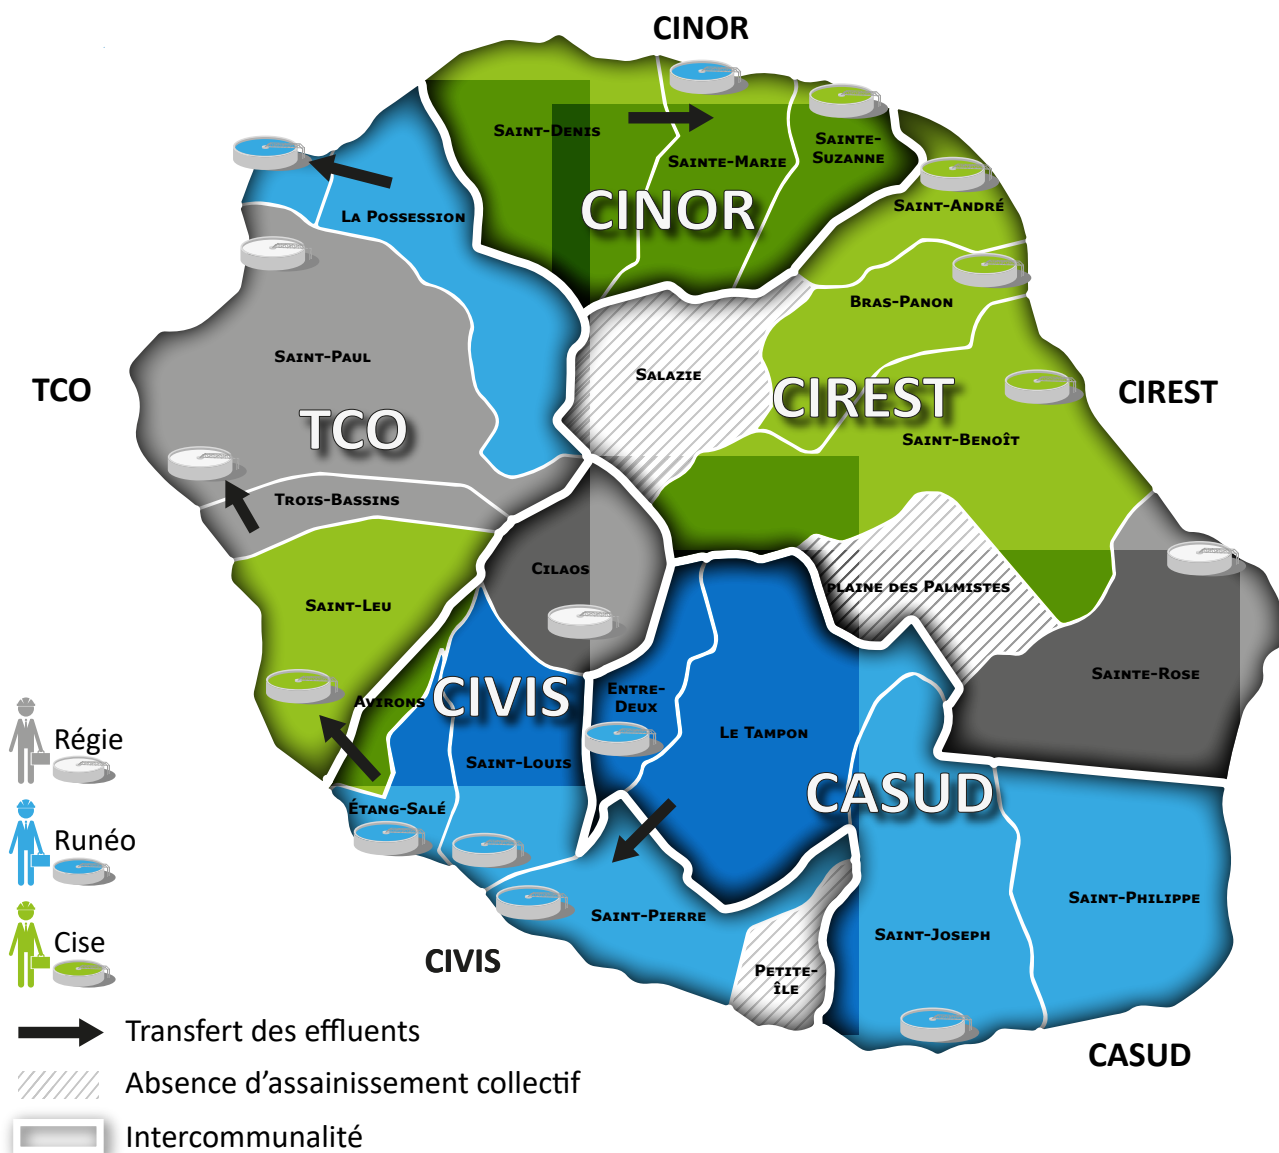 CINOR
SAINT-DENIS
SAINTE-MARIE
SAINTE-
SUZANNE
CINOR
SAINT-ANDRÉ
LA POSSESSION
BRAS-PANON
SAINT-PAUL
SALAZIE
TCO
TCO
CIREST
CIREST
SAINT-BENOÎT
TROIS-BASSINS
CILAOS
PLAINE DES PALMISTES
SAINT-LEU
SAINTE-ROSE
AVIRONS
CIVIS
ENTRE-
DEUX
LE TAMPON
SAINT-LOUIS
CASUD
ÉTANG-SALÉ
SAINT-PIERRE
SAINT-PHILIPPE
SAINT-JOSEPH
PETITE-
ÎLE
CIVIS
CASUD
Régie
Runéo
Cise
Transfert des effluents
Absence d'assainissement collectif
Intercommunalité